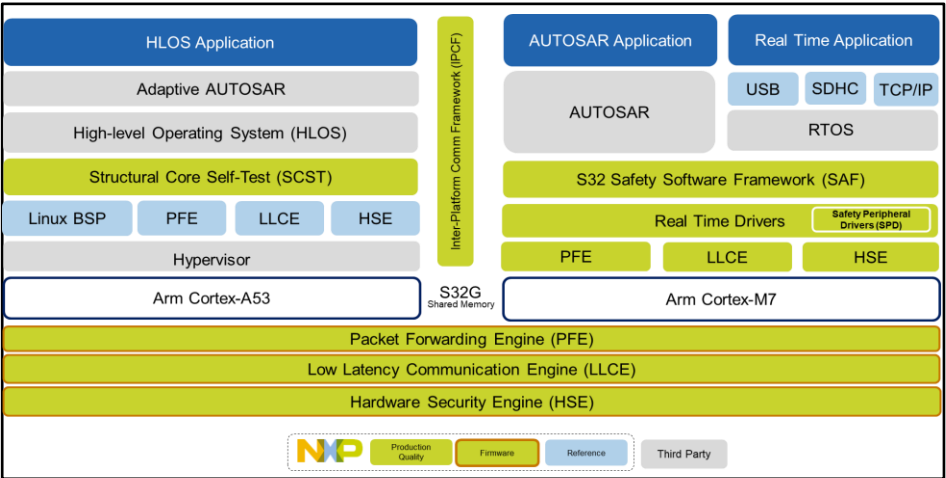 HLOS Application
Adaptive AUTOSAR
High-level Operating System (HLOS)
Structural Core Self-Test (SCST)
Linux BSP
PFE
LLCE
HSE
Hypervisor
Arm Cortex-A53
Inter-Platform Comm Framework (IPCF)
S32G
Shared Memory
AUTOSAR Application
Real Time Application
AUTOSAR
USB
SDHC
TCP/IP
RTOS
S32 Safety Software Framework (SAF)
Real Time Drivers
Safety Peripheral
Drivers (SPD)
PFE
LLCE
HSE
Arm Cortex-M7
Packet Forwarding Engine (PFE)
Low Latency Communication Engine (LLCE)
Hardware Security Engine (HSE)
NXP
Production
Quality
Firmware
Reference
Third Party